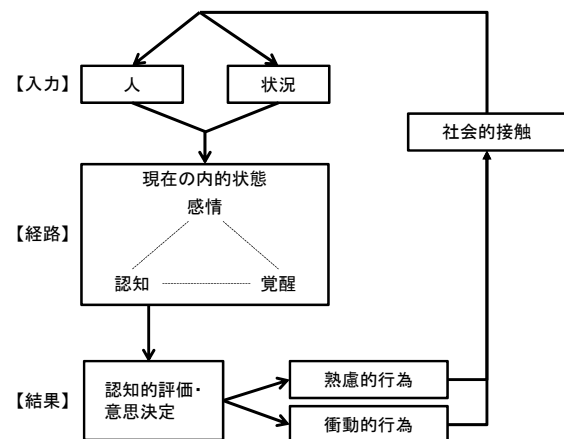 【入力】
人
状況
社会的接触
【経路】
現在の内的状態
感情
認知
覚醒
【結果】
認知的評価・
意思決定
熟慮的行為
衝動的行為